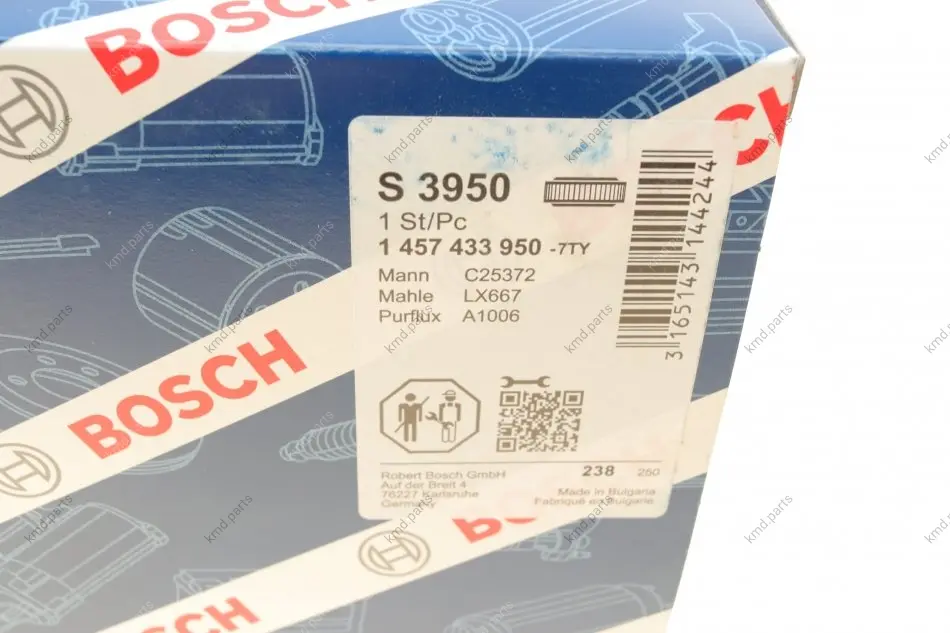 BOSCH
S 3950
1 St/Pc
1 457 433 950 -7TY
Mann C25372
Mahle LX667
Purflux A1006
3 165143 144244
BOSCH
Robert Bosch GmbH
Auf der Breit 4
76227 Karlsruhe
Germany
238 250
Made in Bulgaria
Fabriqué en Bulgarie
BOSCH
kmd.parts